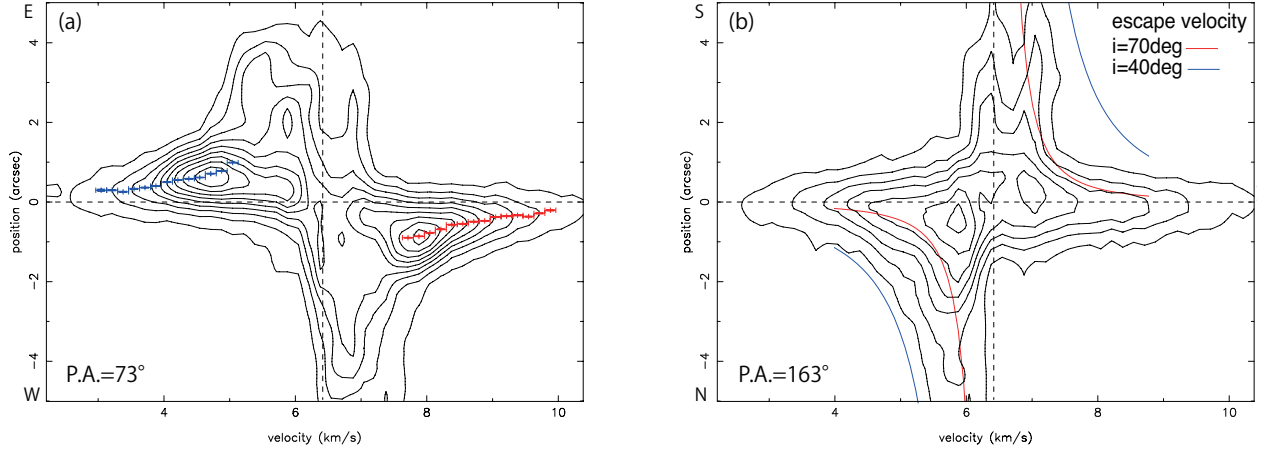 E
(a)
4
2
0
−2
−4
W
position (arcsec)
P.A.=73°
4
6
8
10
velocity (km/s)
S
(b)
escape velocity
i=70deg
i=40deg
4
2
0
−2
−4
N
position (arcsec)
P.A.=163°
4
6
8
10
velocity (km/s)